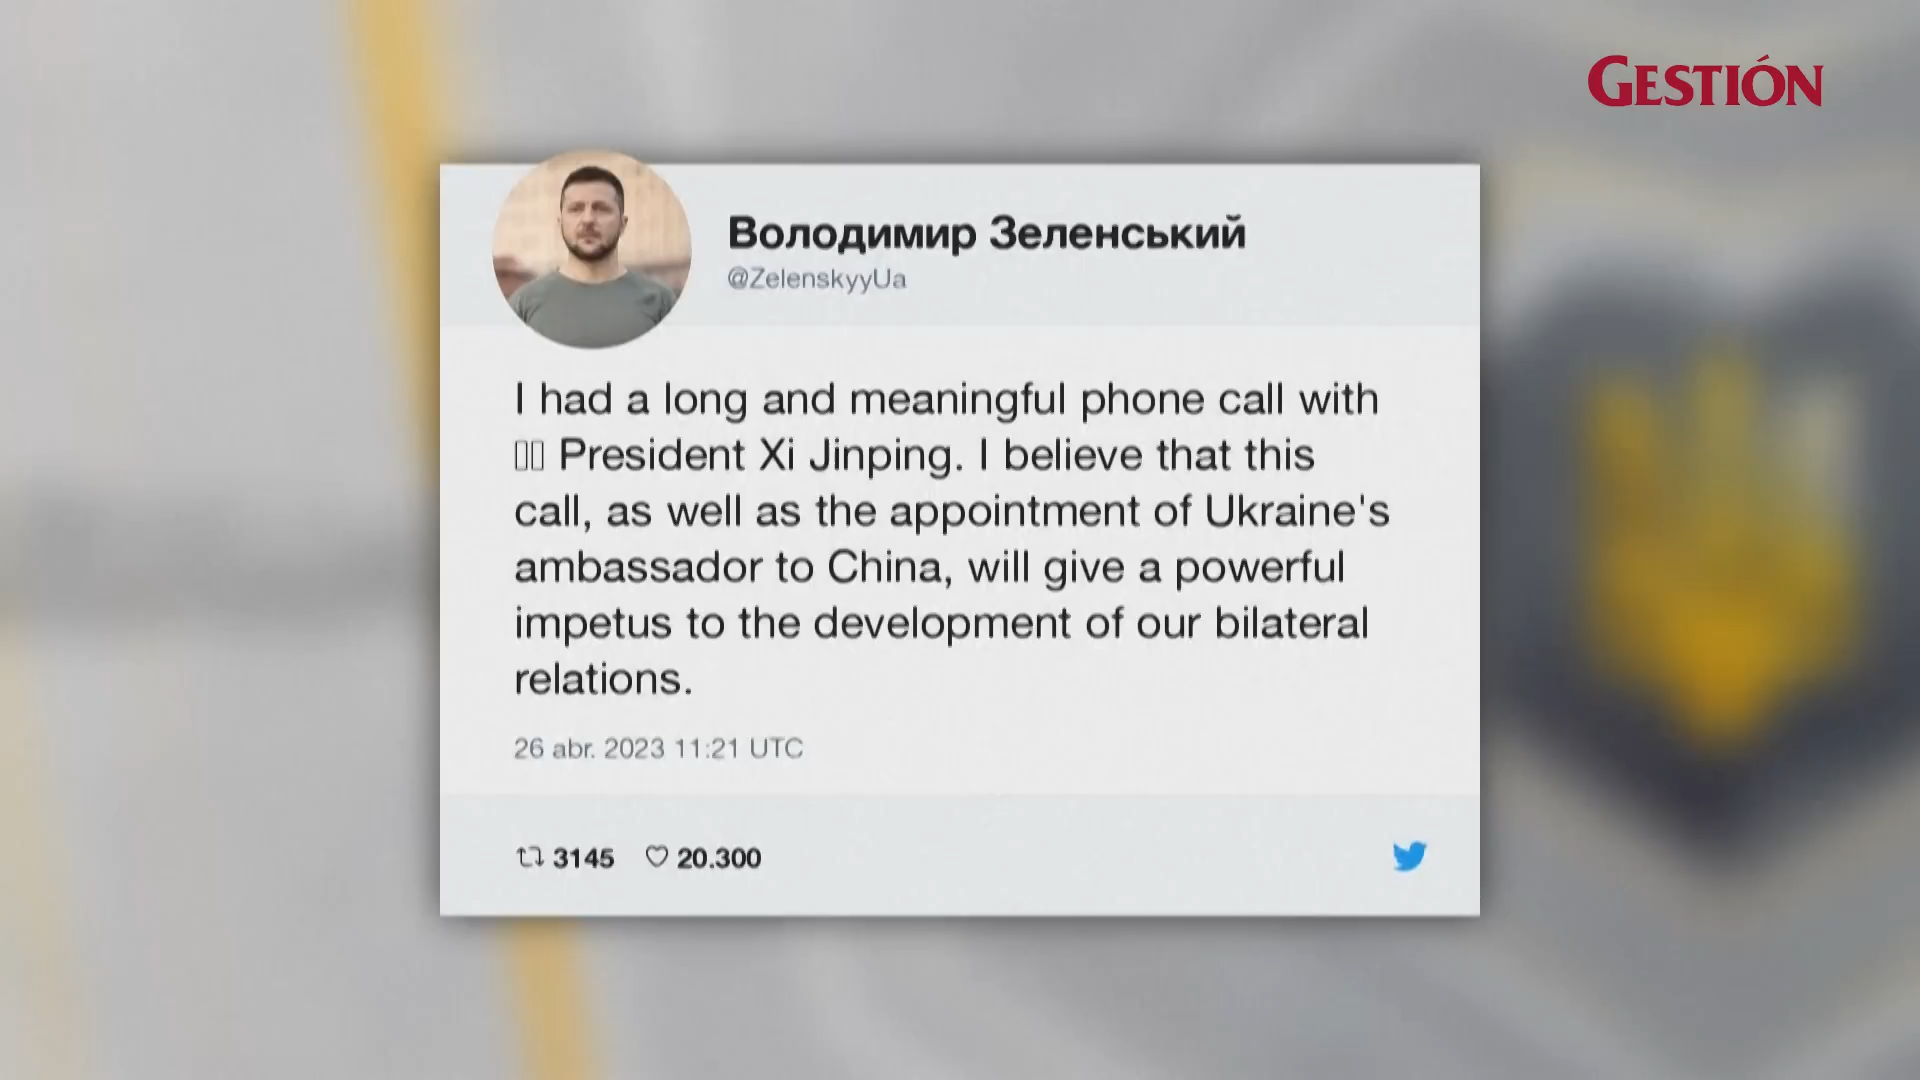 GESTIÓN
Володимир Зеленський
@ZelenskyyUa
I had a long and meaningful phone call with
President Xi Jinping. I believe that this
call, as well as the appointment of Ukraine's
ambassador to China, will give a powerful
impetus to the development of our bilateral
relations.
26 abr. 2023 11:21 UTC
3145 20.300